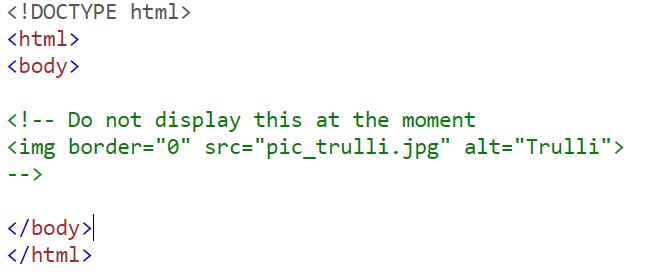 <!DOCTYPE html>
<html>
<body>
<!-- Do not display this at the moment
<img border="0" src="pic_trulli.jpg" alt="Trulli">
-->
</body>
</html>